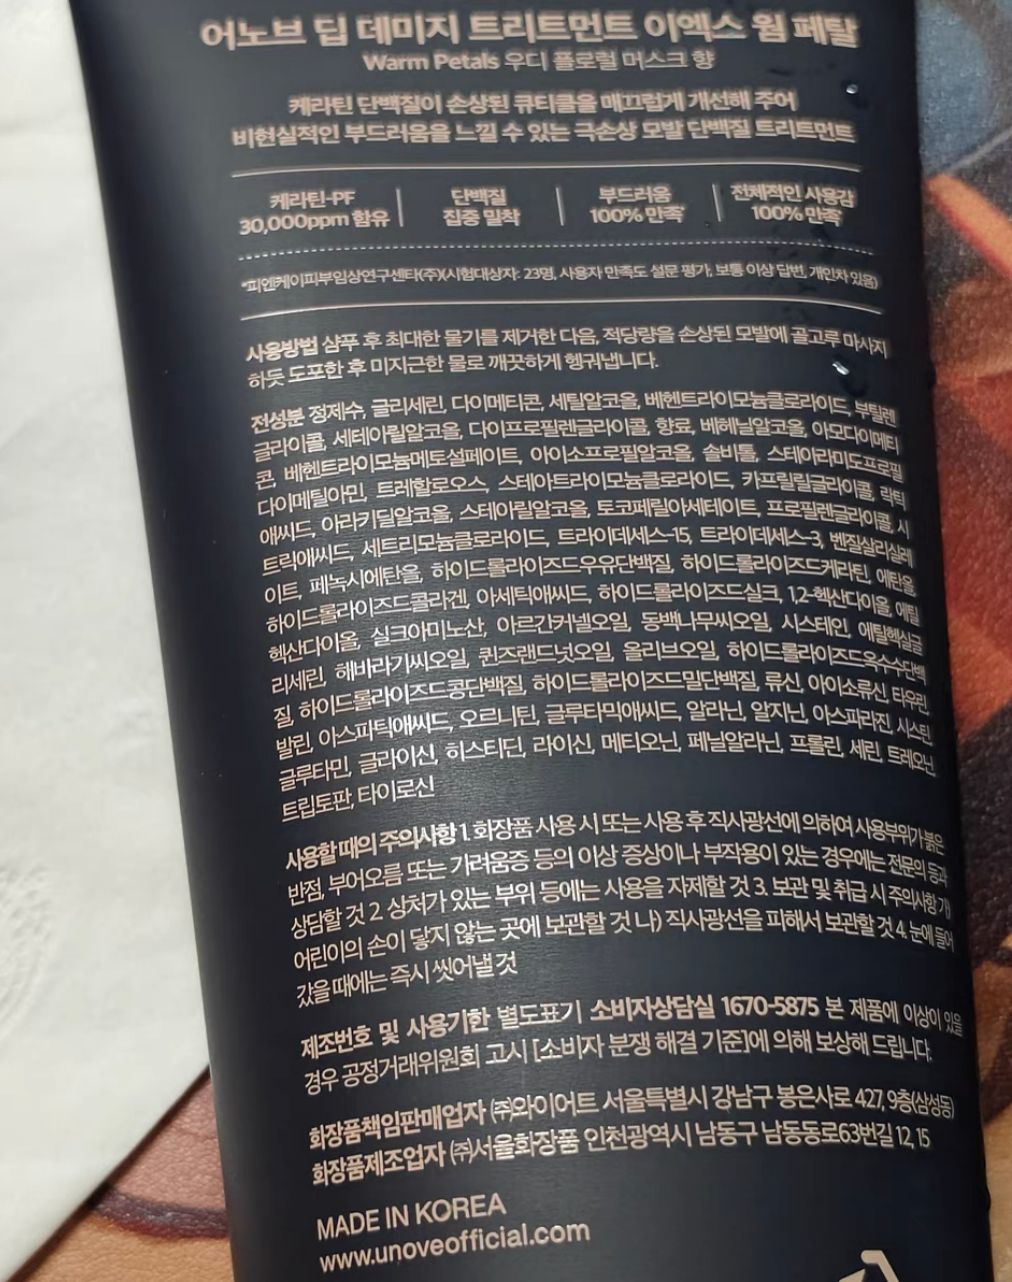 어노브 딥 데미지 트리트먼트 이엑스 웜 페탈
Warm Petals 우디 플로럴 머스크 향
케라틴 단백질이 손상된 큐티클을 매끄럽게 개선해 주어
비현실적인 부드러움을 느낄 수 있는 극손상 모발 단백질 트리트먼트
케라틴-PF 단백질 부드러움 전체적인 사용감
30,000ppm 함유 집중 밀착 100% 만족* 100% 만족*
*피엔케이피부임상연구센타(주)(시험대상자: 23명, 사용자 만족도 설문 평가, 보통 이상 답변, 개인차 있음)
사용방법 샴푸 후 최대한 물기를 제거한 다음, 적당량을 손상된 모발에 골고루 마사지
하듯 도포한 후 미지근한 물로 깨끗하게 헹궈냅니다.
전성분 정제수, 글리세린, 다이메티콘, 세틸알코올, 베헨트라이모늄클로라이드, 부틸렌
글라이콜, 세테아릴알코올, 다이프로필렌글라이콜, 향료, 베헤닐알코올, 아모다이메티
콘, 베헨트라이모늄메토설페이트, 아이소프로필알코올, 솔비톨, 스테아라미도프로필
다이메틸아민, 트레할로오스, 스테아트라이모늄클로라이드, 카프릴릴글라이콜, 락틱
애씨드, 아라키딜알코올, 스테아릴알코올, 토코페릴아세테이트, 프로필렌글라이콜, 시
트릭애씨드, 세트리모늄클로라이드, 트라이데세스-15, 트라이데세스-3, 벤질살리실레
이트, 페녹시에탄올, 하이드롤라이즈드우유단백질, 하이드롤라이즈드케라틴, 에탄올,
하이드롤라이즈드콜라겐, 아세틱애씨드, 하이드롤라이즈드실크, 1,2-헥산다이올, 에틸
헥산다이올, 실크아미노산, 아르간커넬오일, 동백나무씨오일, 시스테인, 에틸헥실글
리세린, 해바라기씨오일, 퀸즈랜드넛오일, 올리브오일, 하이드롤라이즈드옥수수단백
질, 하이드롤라이즈드콩단백질, 하이드롤라이즈드밀단백질, 류신, 아이소류신, 타우린,
발린, 아스파틱애씨드, 오르니틴, 글루타믹애씨드, 알라닌, 알지닌, 아스파라진, 시스틴,
글루타민, 글라이신, 히스티딘, 라이신, 메티오닌, 페닐알라닌, 프롤린, 세린, 트레오닌,
트립토판, 타이로신
사용할 때의 주의사항 1. 화장품 사용 시 또는 사용 후 직사광선에 의하여 사용부위가 붉은
반점, 부어오름 또는 가려움증 등의 이상 증상이나 부작용이 있는 경우에는 전문의 등과
상담할 것 2. 상처가 있는 부위 등에는 사용을 자제할 것 3. 보관 및 취급 시 주의사항 가)
어린이의 손이 닿지 않는 곳에 보관할 것 나) 직사광선을 피해서 보관할 것 4. 눈에 들어
갔을 때에는 즉시 씻어낼 것
제조번호 및 사용기한 별도표기 소비자상담실 1670-5875 본 제품에 이상이 있을
경우 공정거래위원회 고시 [소비자 분쟁 해결 기준]에 의해 보상해 드립니다.
화장품책임판매업자 ㈜와이어트 서울특별시 강남구 봉은사로 427, 9층(삼성동)
화장품제조업자 ㈜서울화장품 인천광역시 남동구 남동동로63번길 12, 15
MADE IN KOREA
www.unoveofficial.com